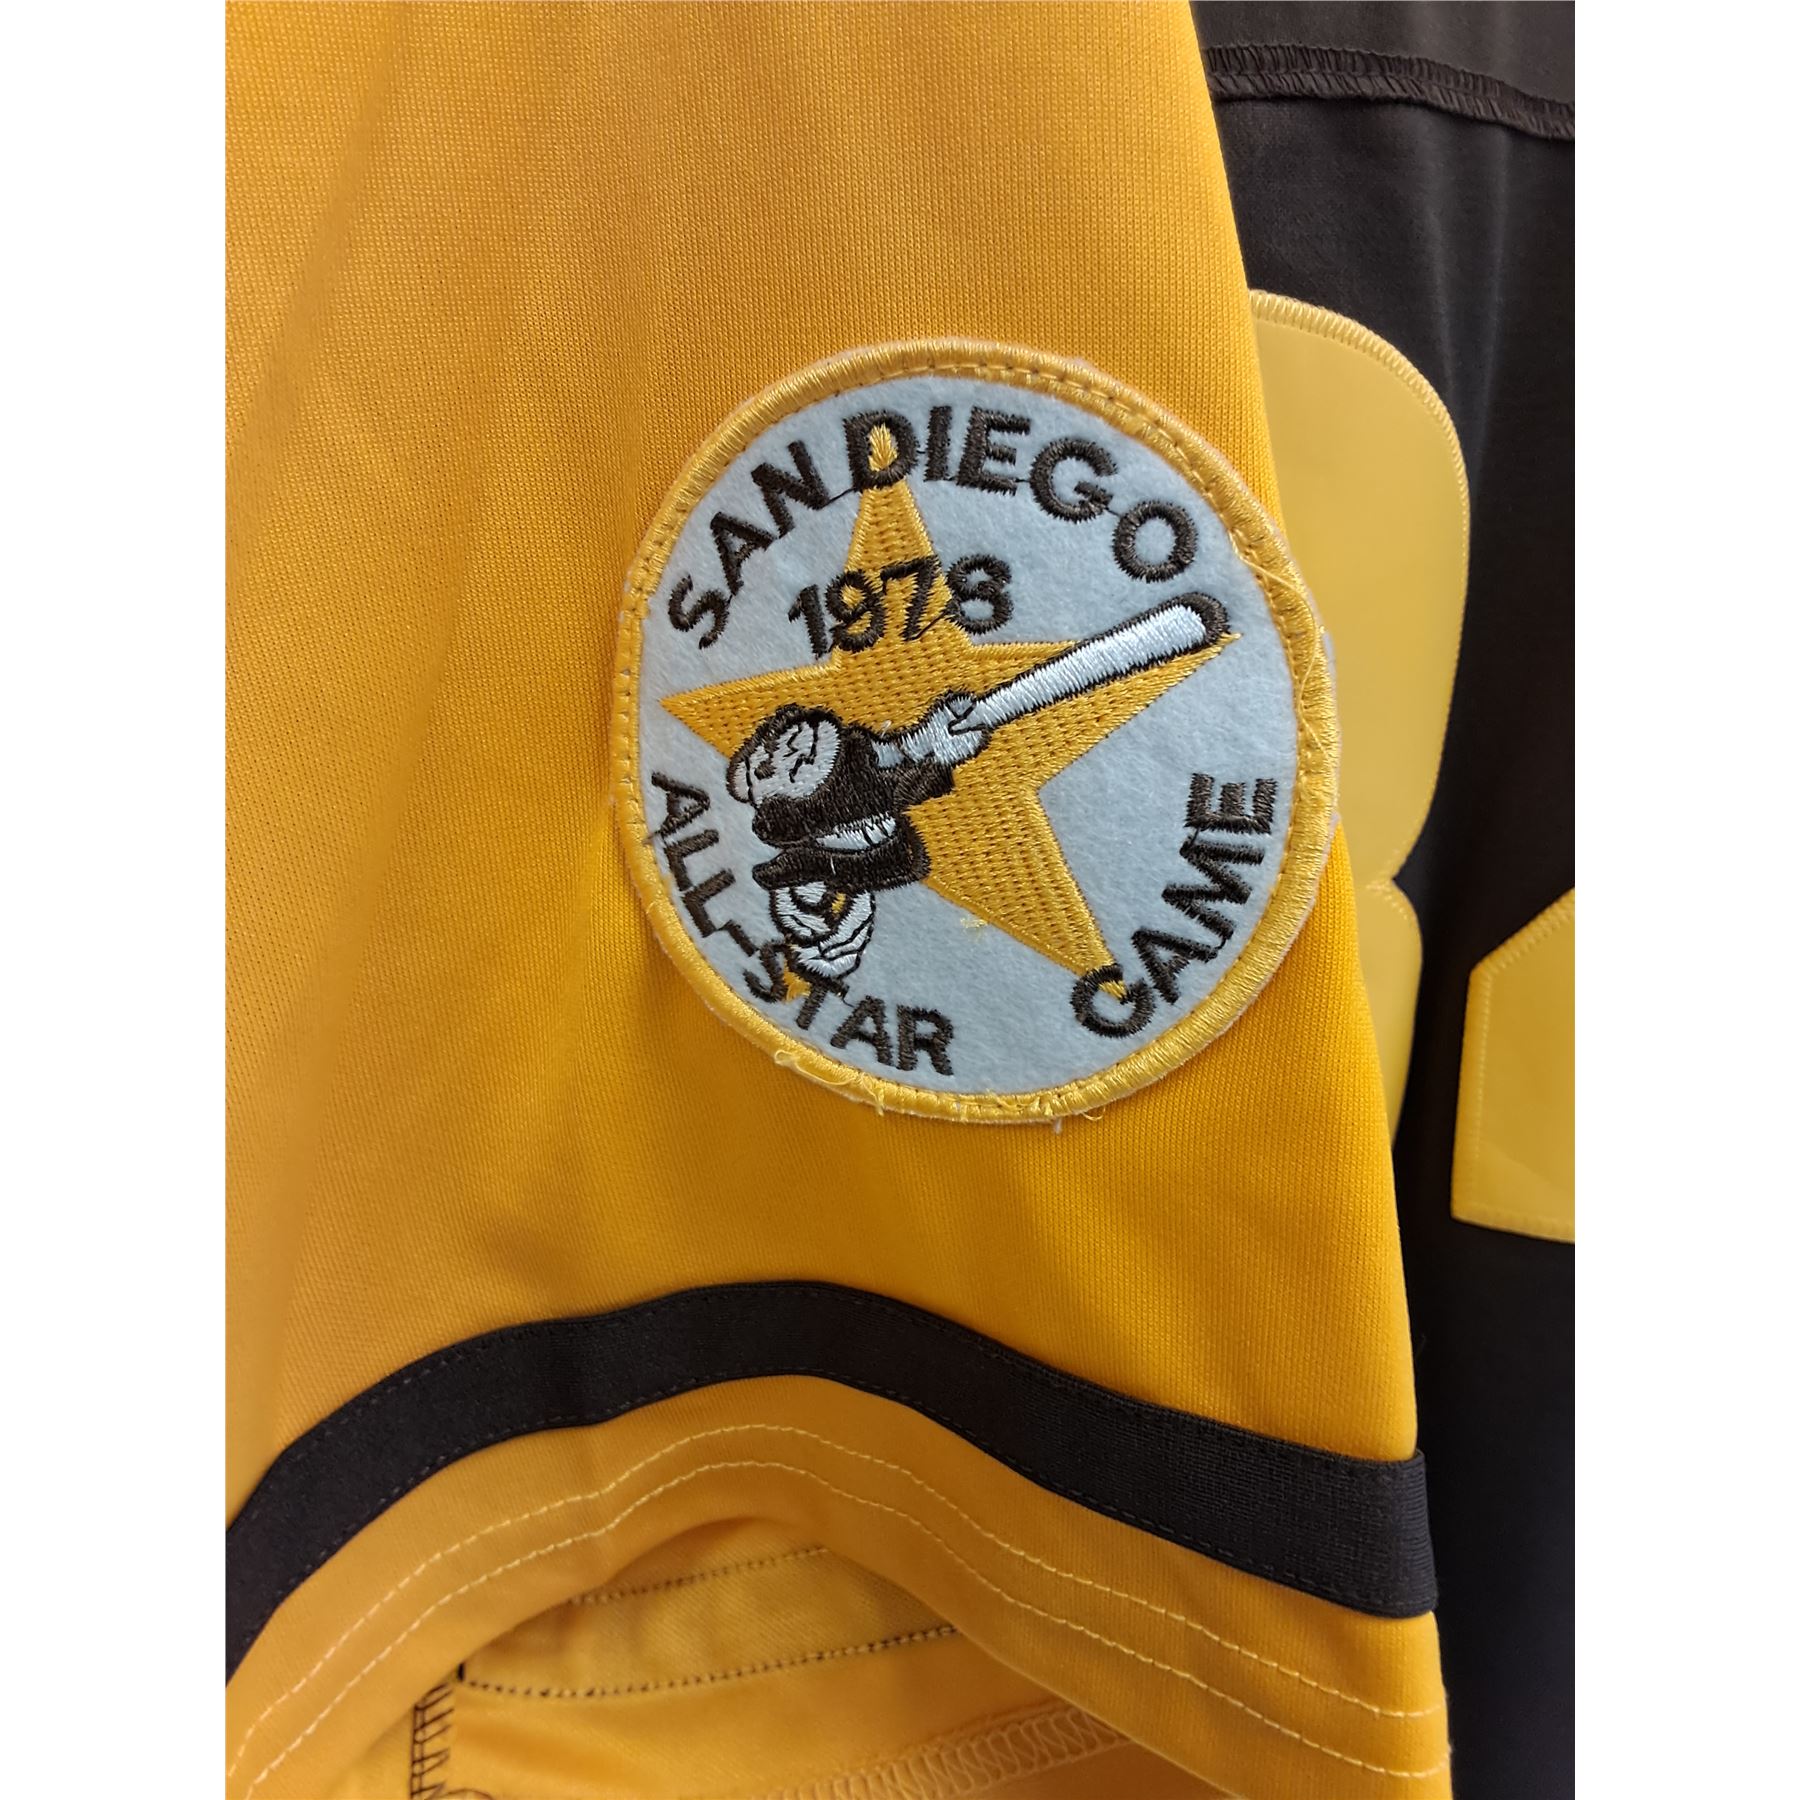 SAN DIEGO
1978
ALL-STAR GAME